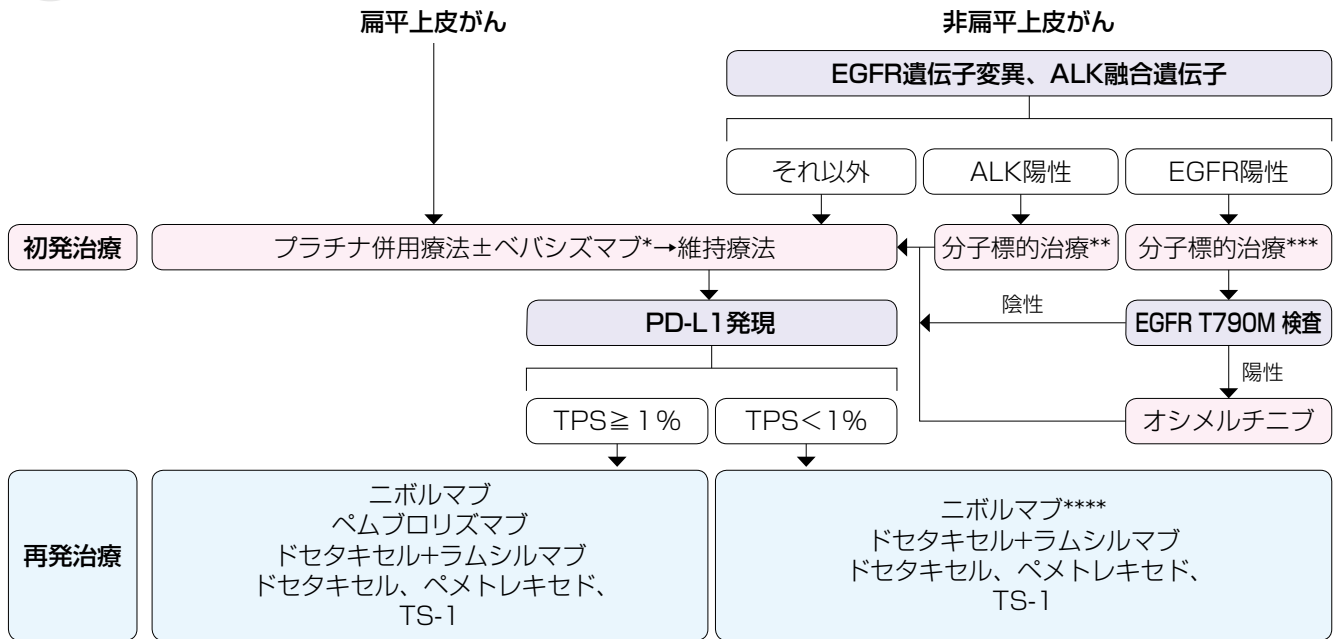 扁平上皮がん
非扁平上皮がん
EGFR遺伝子変異、ALK融合遺伝子
それ以外
ALK陽性
EGFR陽性
初発治療
プラチナ併用療法±ベバシズマブ*→維持療法
分子標的治療**
分子標的治療***
PD-L1発現
陰性
EGFR T790M 検査
陽性
TPS≧1%
TPS<1%
オシメルチニブ
再発治療
ニボルマブ
ペムブロリズマブ
ドセタキセル+ラムシルマブ
ドセタキセル、ペメトレキセド、
TS-1
ニボルマブ****
ドセタキセル+ラムシルマブ
ドセタキセル、ペメトレキセド、
TS-1